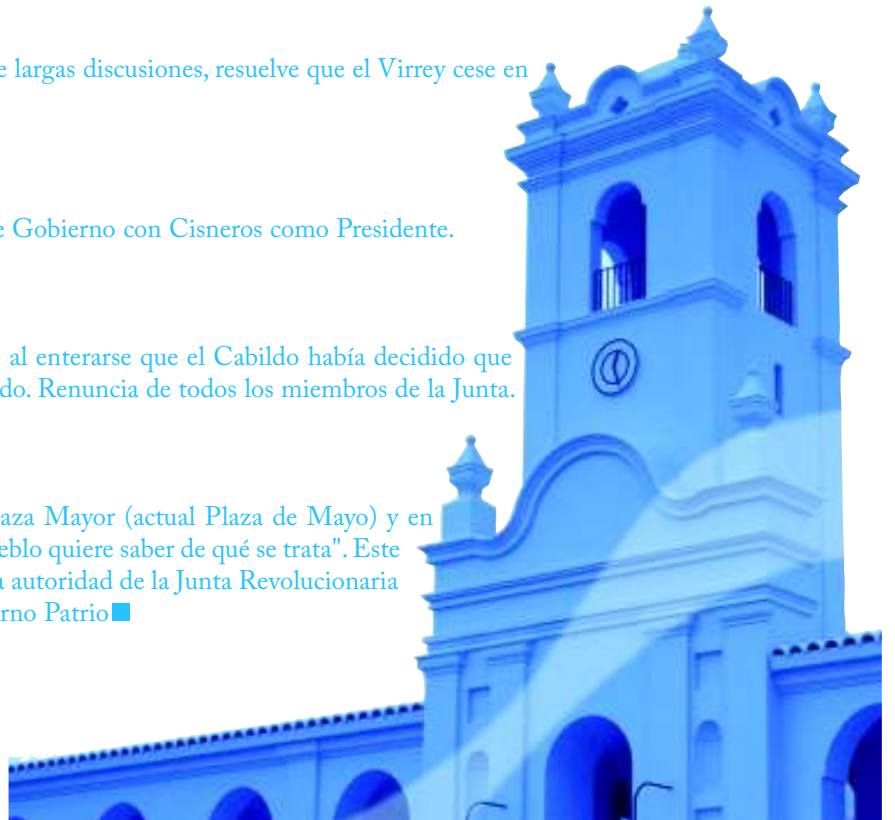 e largas discusiones, resuelve que el Virrey cese en
e Gobierno con Cisneros como Presidente.
al enterarse que el Cabildo había decidido que
do. Renuncia de todos los miembros de la Junta.
aza Mayor (actual Plaza de Mayo) y en
eblo quiere saber de qué se trata". Este
a autoridad de la Junta Revolucionaria
rno Patrio